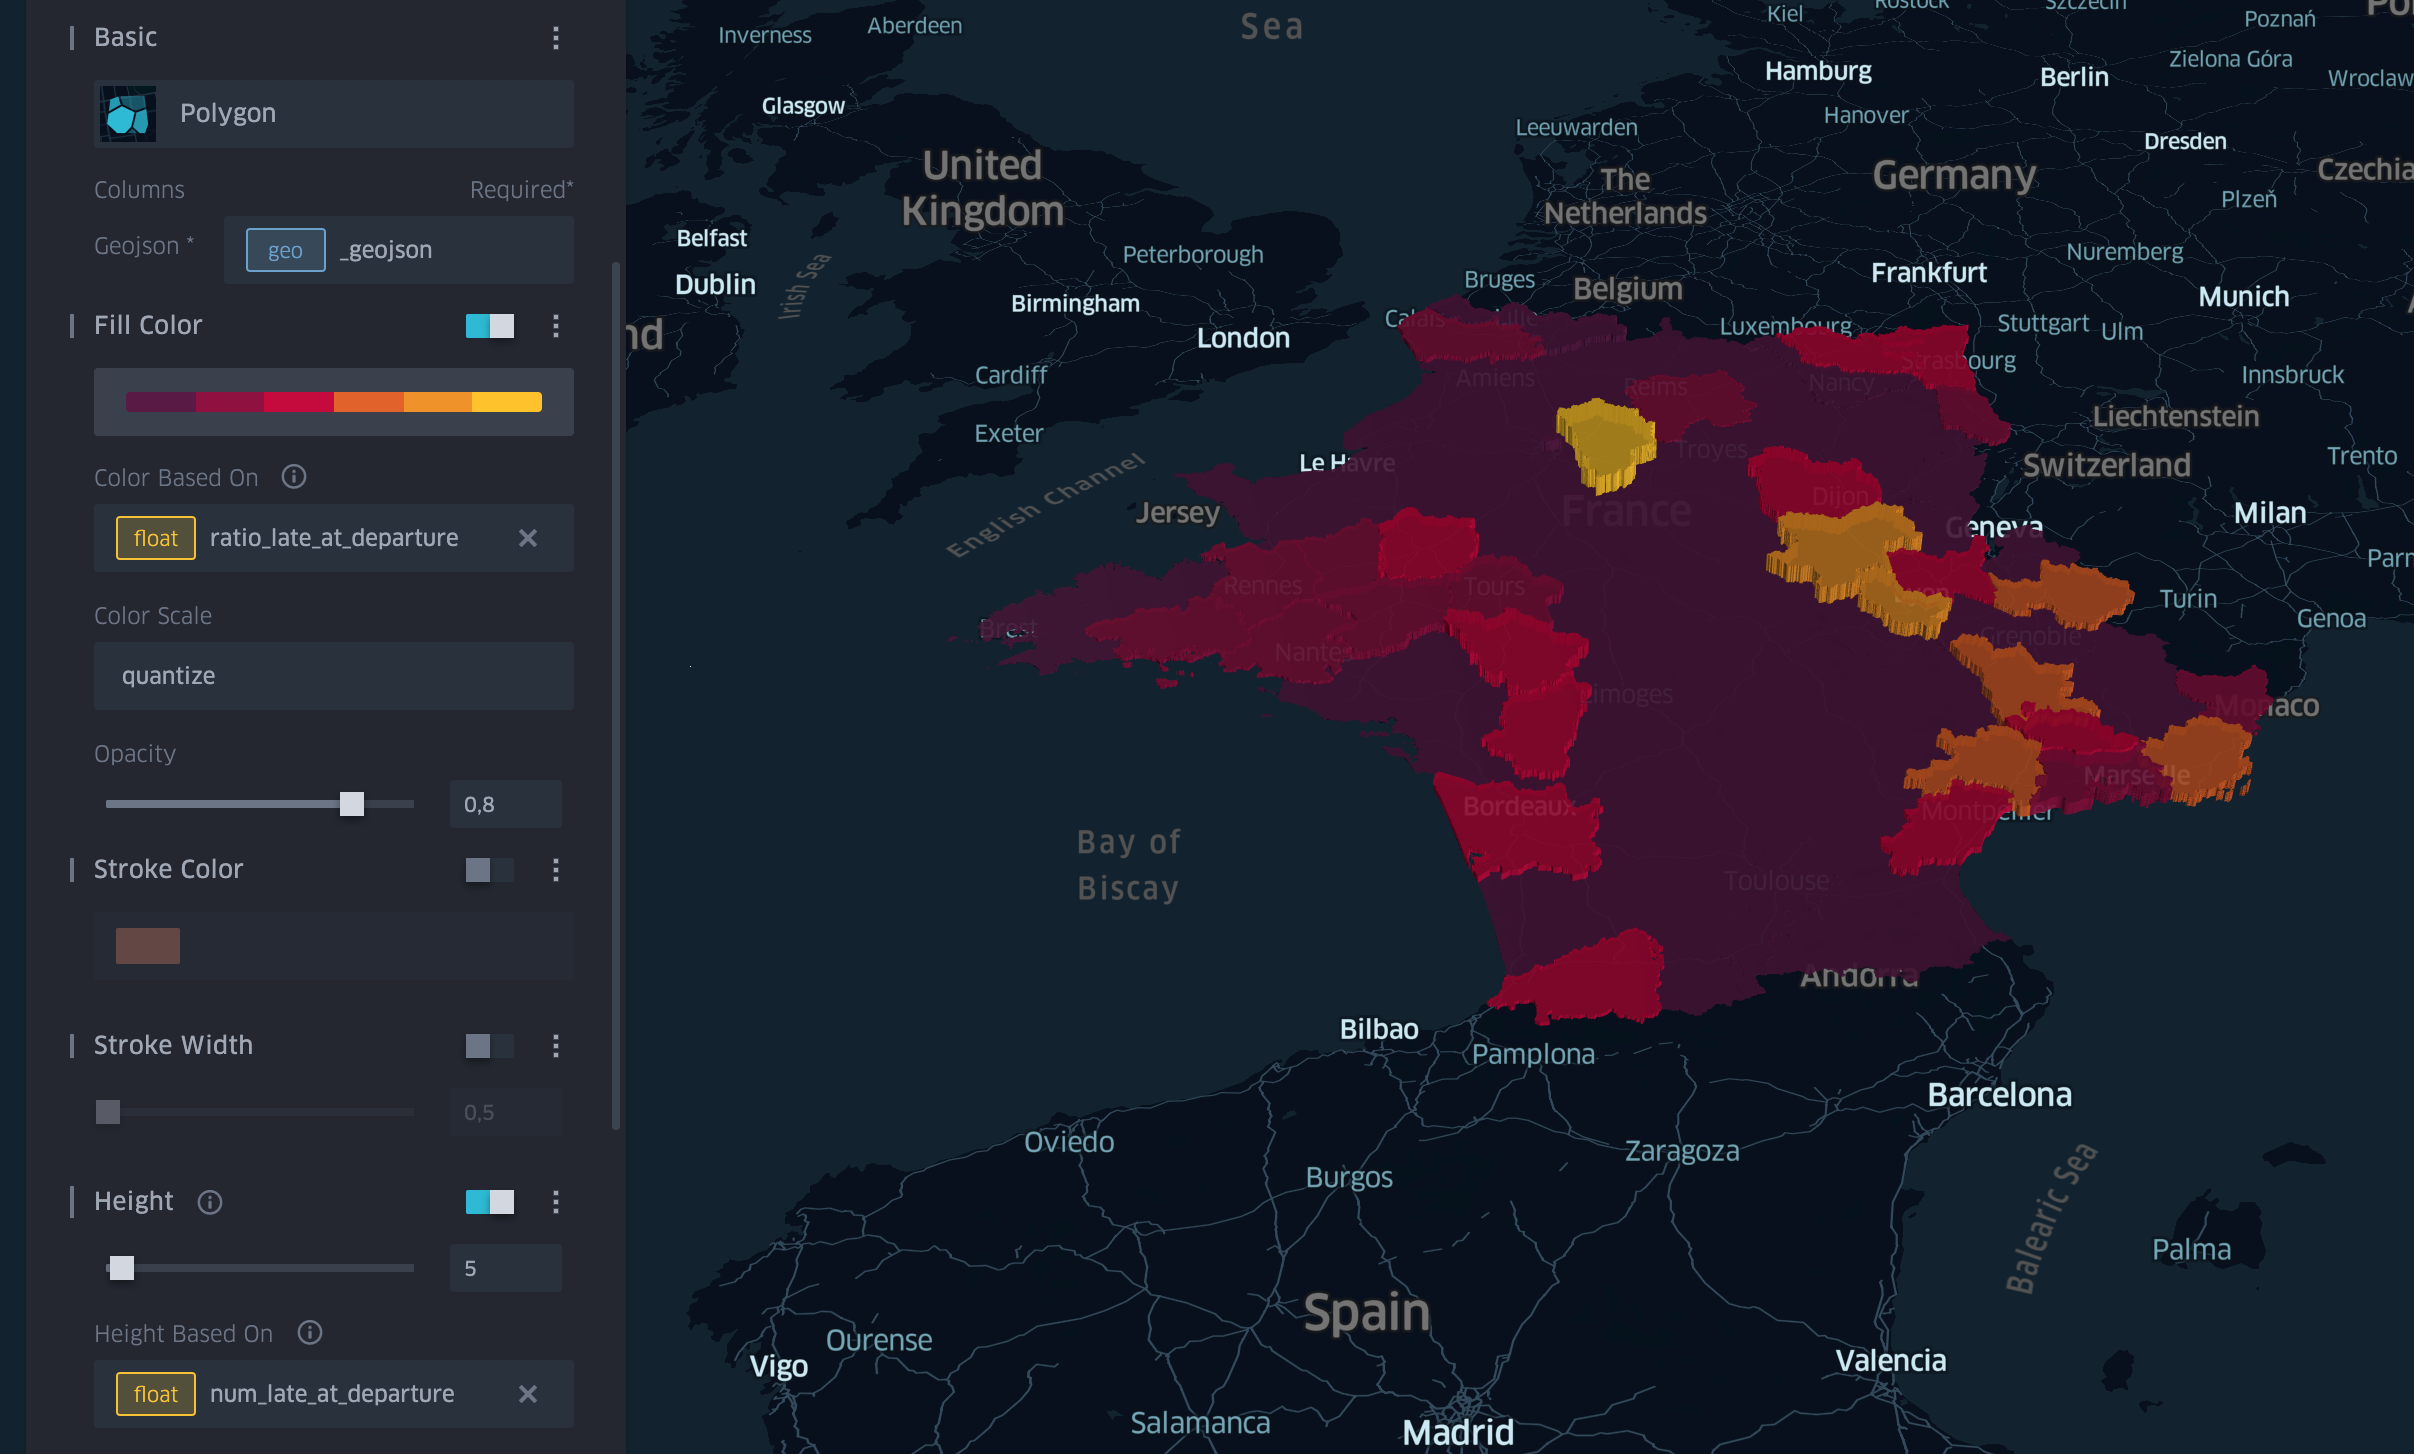 Basic
Polygon
Columns
Required*
Geojson *
geo
_geojson
Fill Color
Color Based On
float
ratio_late_at_departure
Color Scale
quantize
Opacity
0,8
Stroke Color
Stroke Width
0,5
Height
5
Height Based On
float
num_late_at_departure
Sea
Inverness
Aberdeen
Glasgow
United
Kingdom
Belfast
Dublin
Irish Sea
nd
Peterborough
Birmingham
London
Cardiff
Exeter
English Channel
Jersey
Kiel
Rostock
Szczecin
Poznań
Hamburg
Berlin
Zielona Góra
Wrocław
Hanover
Leeuwarden
Dresden
The
Netherlands
Germany
Czechia
Plzeň
Nuremberg
Bruges
Belgium
Frankfurt
Munich
Calais
Lille
Luxembourg
Stuttgart
Ulm
Strasbourg
Innsbruck
Amiens
Reims
Nancy
Liechtenstein
Le Havre
Troyes
Switzerland
Trento
France
Dijon
Geneva
Milan
Parm
Rennes
Tours
Turin
Genoa
Brest
Nantes
Grenoble
Limoges
Monaco
Bordeaux
Marseille
Montpellier
Bay of
Biscay
Toulouse
Andorra
Bilbao
Pamplona
Barcelona
Oviedo
Burgos
Zaragoza
Balearic Sea
Palma
Spain
Ourense
Vigo
Valencia
Salamanca
Madrid